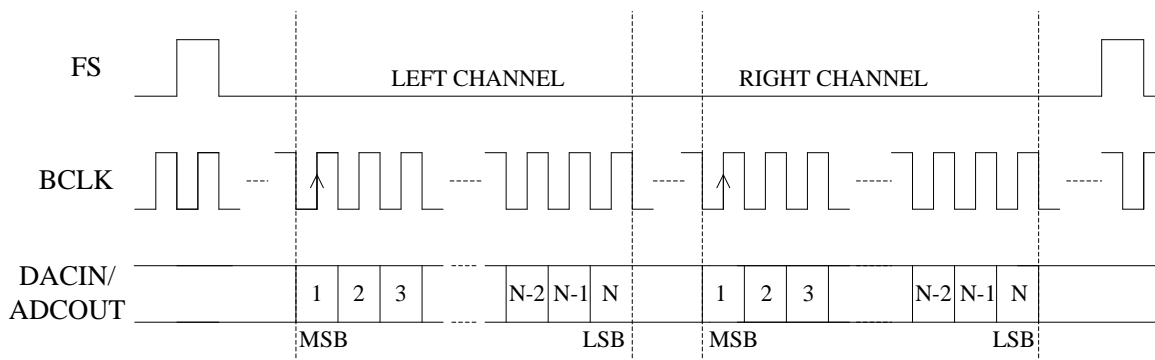 FS
LEFT CHANNEL
RIGHT CHANNEL
BCLK
DACIN/
ADCOUT
1 2 3 N-2 N-1 N 1 2 3 N-2 N-1 N
MSB LSB MSB LSB